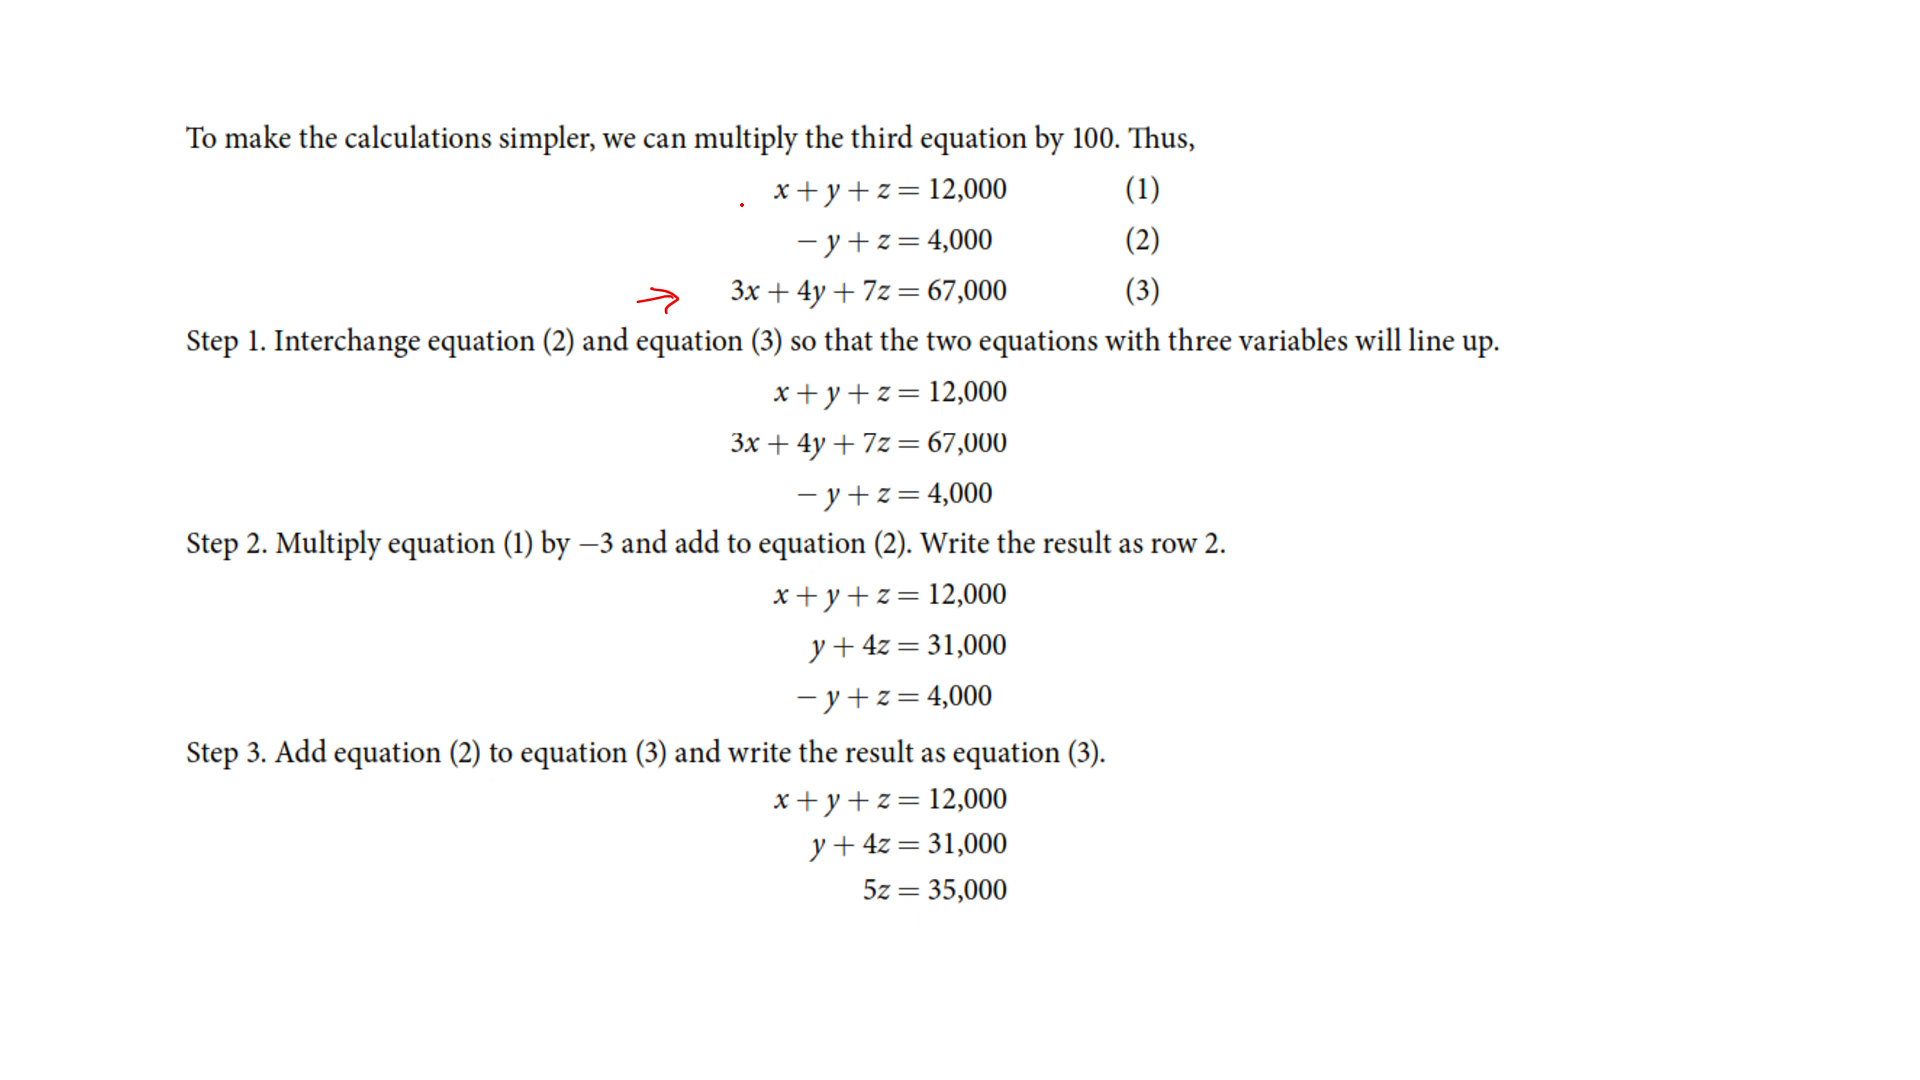 To make the calculations simpler, we can multiply the third equation by 100. Thus,
x + y + z = 12,000 (1)
− y + z = 4,000 (2)
3x + 4y + 7z = 67,000 (3)
Step 1. Interchange equation (2) and equation (3) so that the two equations with three variables will line up.
x + y + z = 12,000
3x + 4y + 7z = 67,000
− y + z = 4,000
Step 2. Multiply equation (1) by −3 and add to equation (2). Write the result as row 2.
x + y + z = 12,000
y + 4z = 31,000
− y + z = 4,000
Step 3. Add equation (2) to equation (3) and write the result as equation (3).
x + y + z = 12,000
y + 4z = 31,000
5z = 35,000